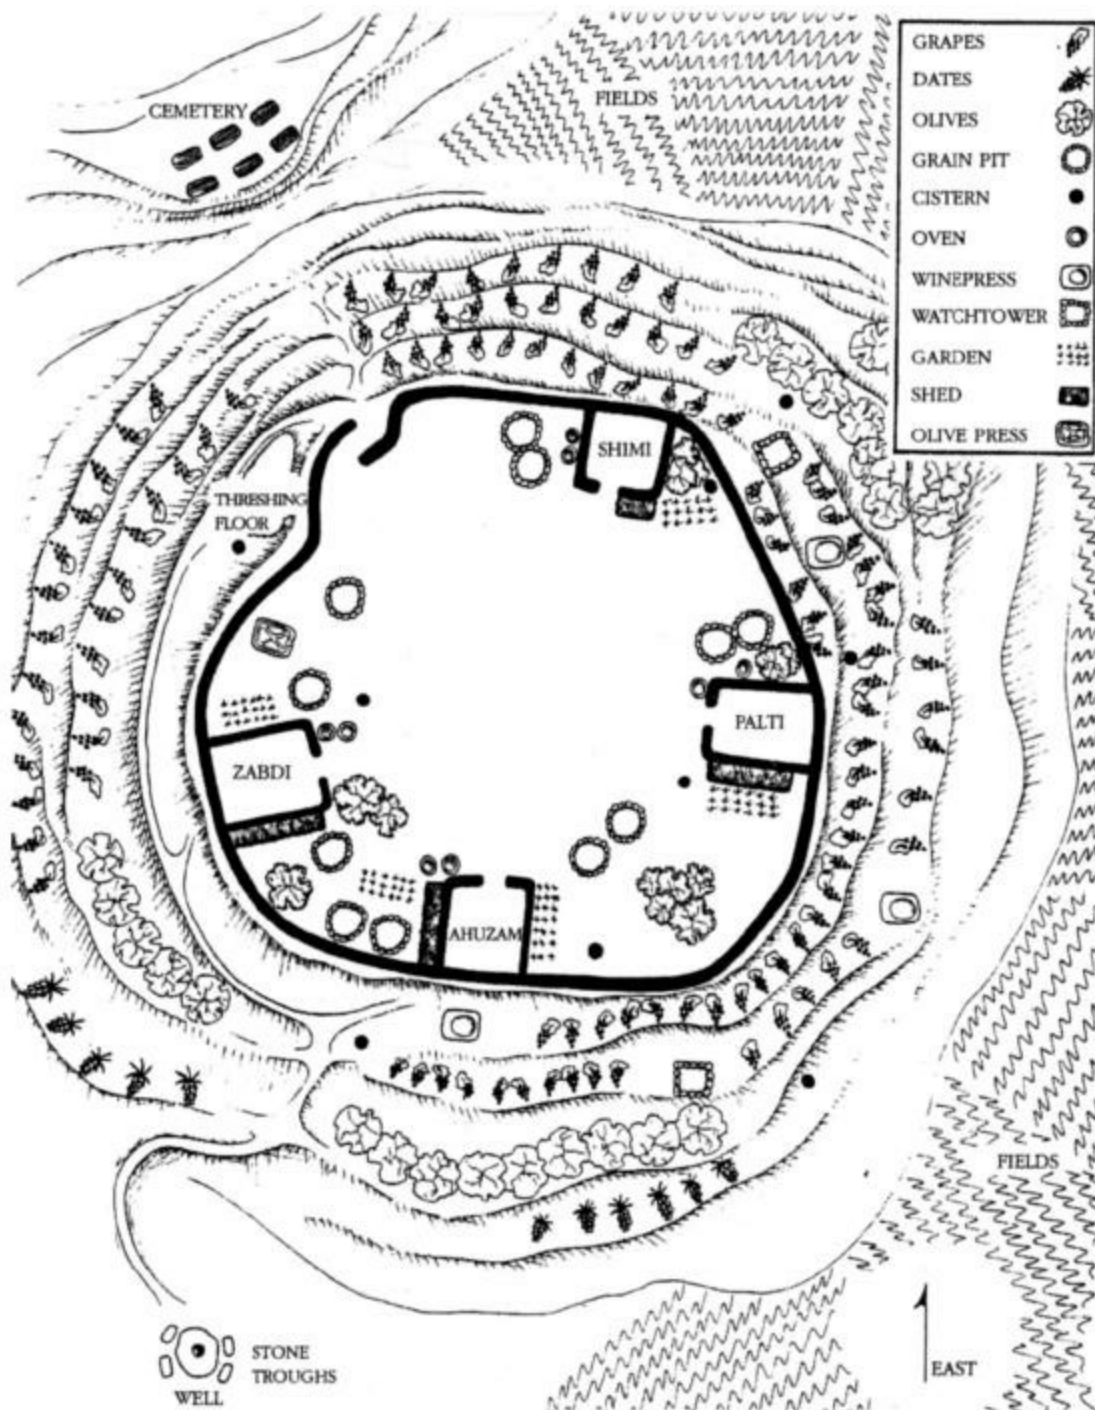 CEMETERY
FIELDS
GRAPES
DATES
OLIVES
GRAIN PIT
CISTERN
OVEN
WINEPRESS
WATCHTOWER
GARDEN
SHED
OLIVE PRESS
SHIMI
THRESHING
FLOOR
PALTI
ZABDI
AHUZAM
FIELDS
STONE
TROUGHS
WELL
EAST